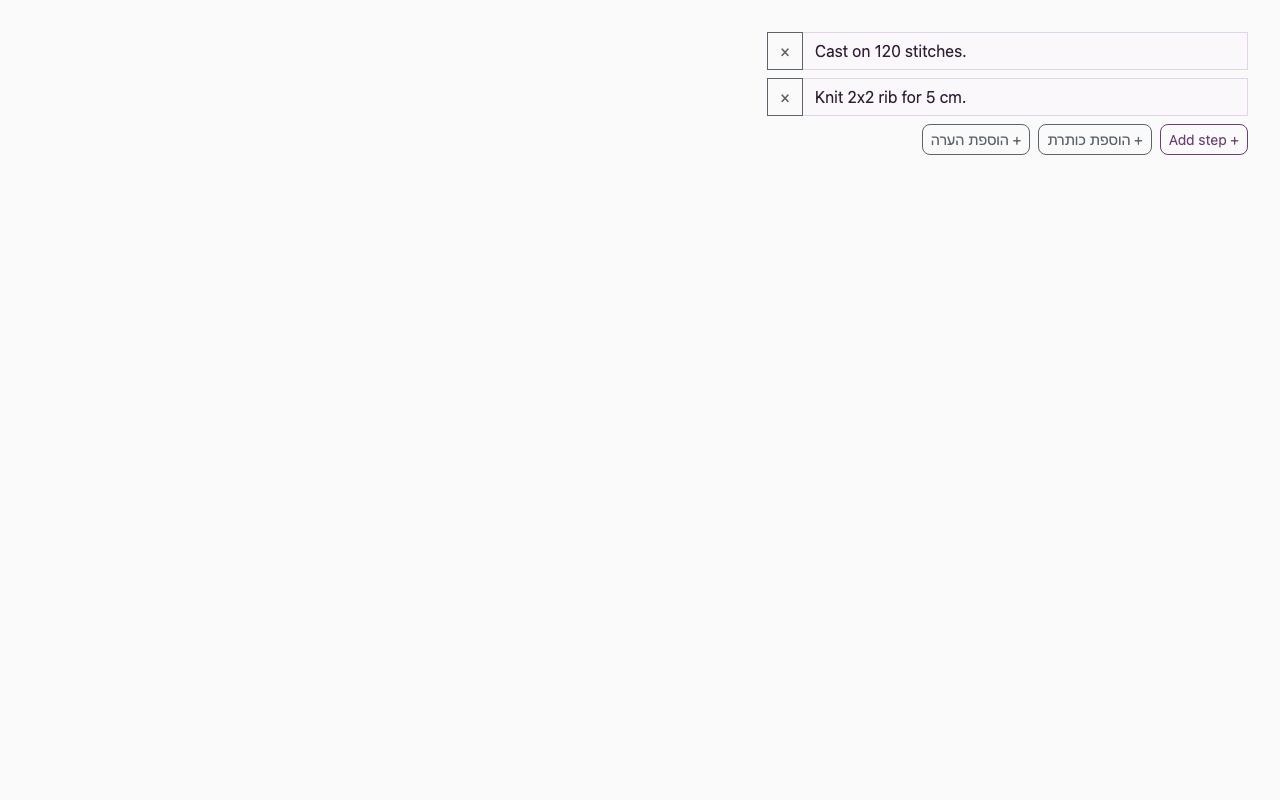 × Cast on 120 stitches.
× Knit 2x2 rib for 5 cm.
Add step +
+ הוספת כותרת
+ הוספת הערה